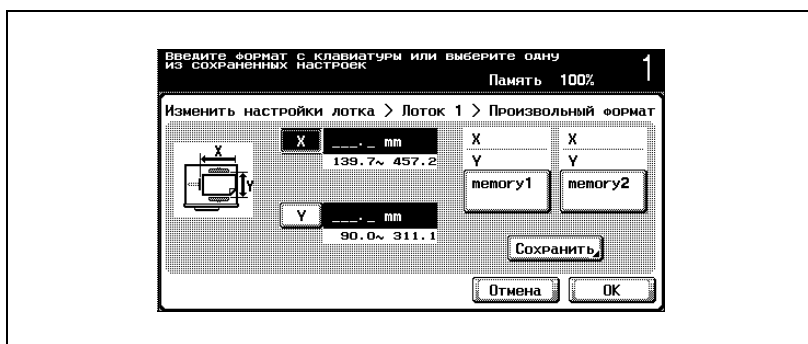 Введите формат с клавиатуры или выберите одну
из сохраненных настроек
Память 100% 1
Изменить настройки лотка > Лоток 1 > Произвольный формат
X ___._ mm
139.7~ 457.2
X
Y
Y ___._ mm
90.0~ 311.1
X X
Y Y
memory1 memory2
Сохранить
Отмена OK